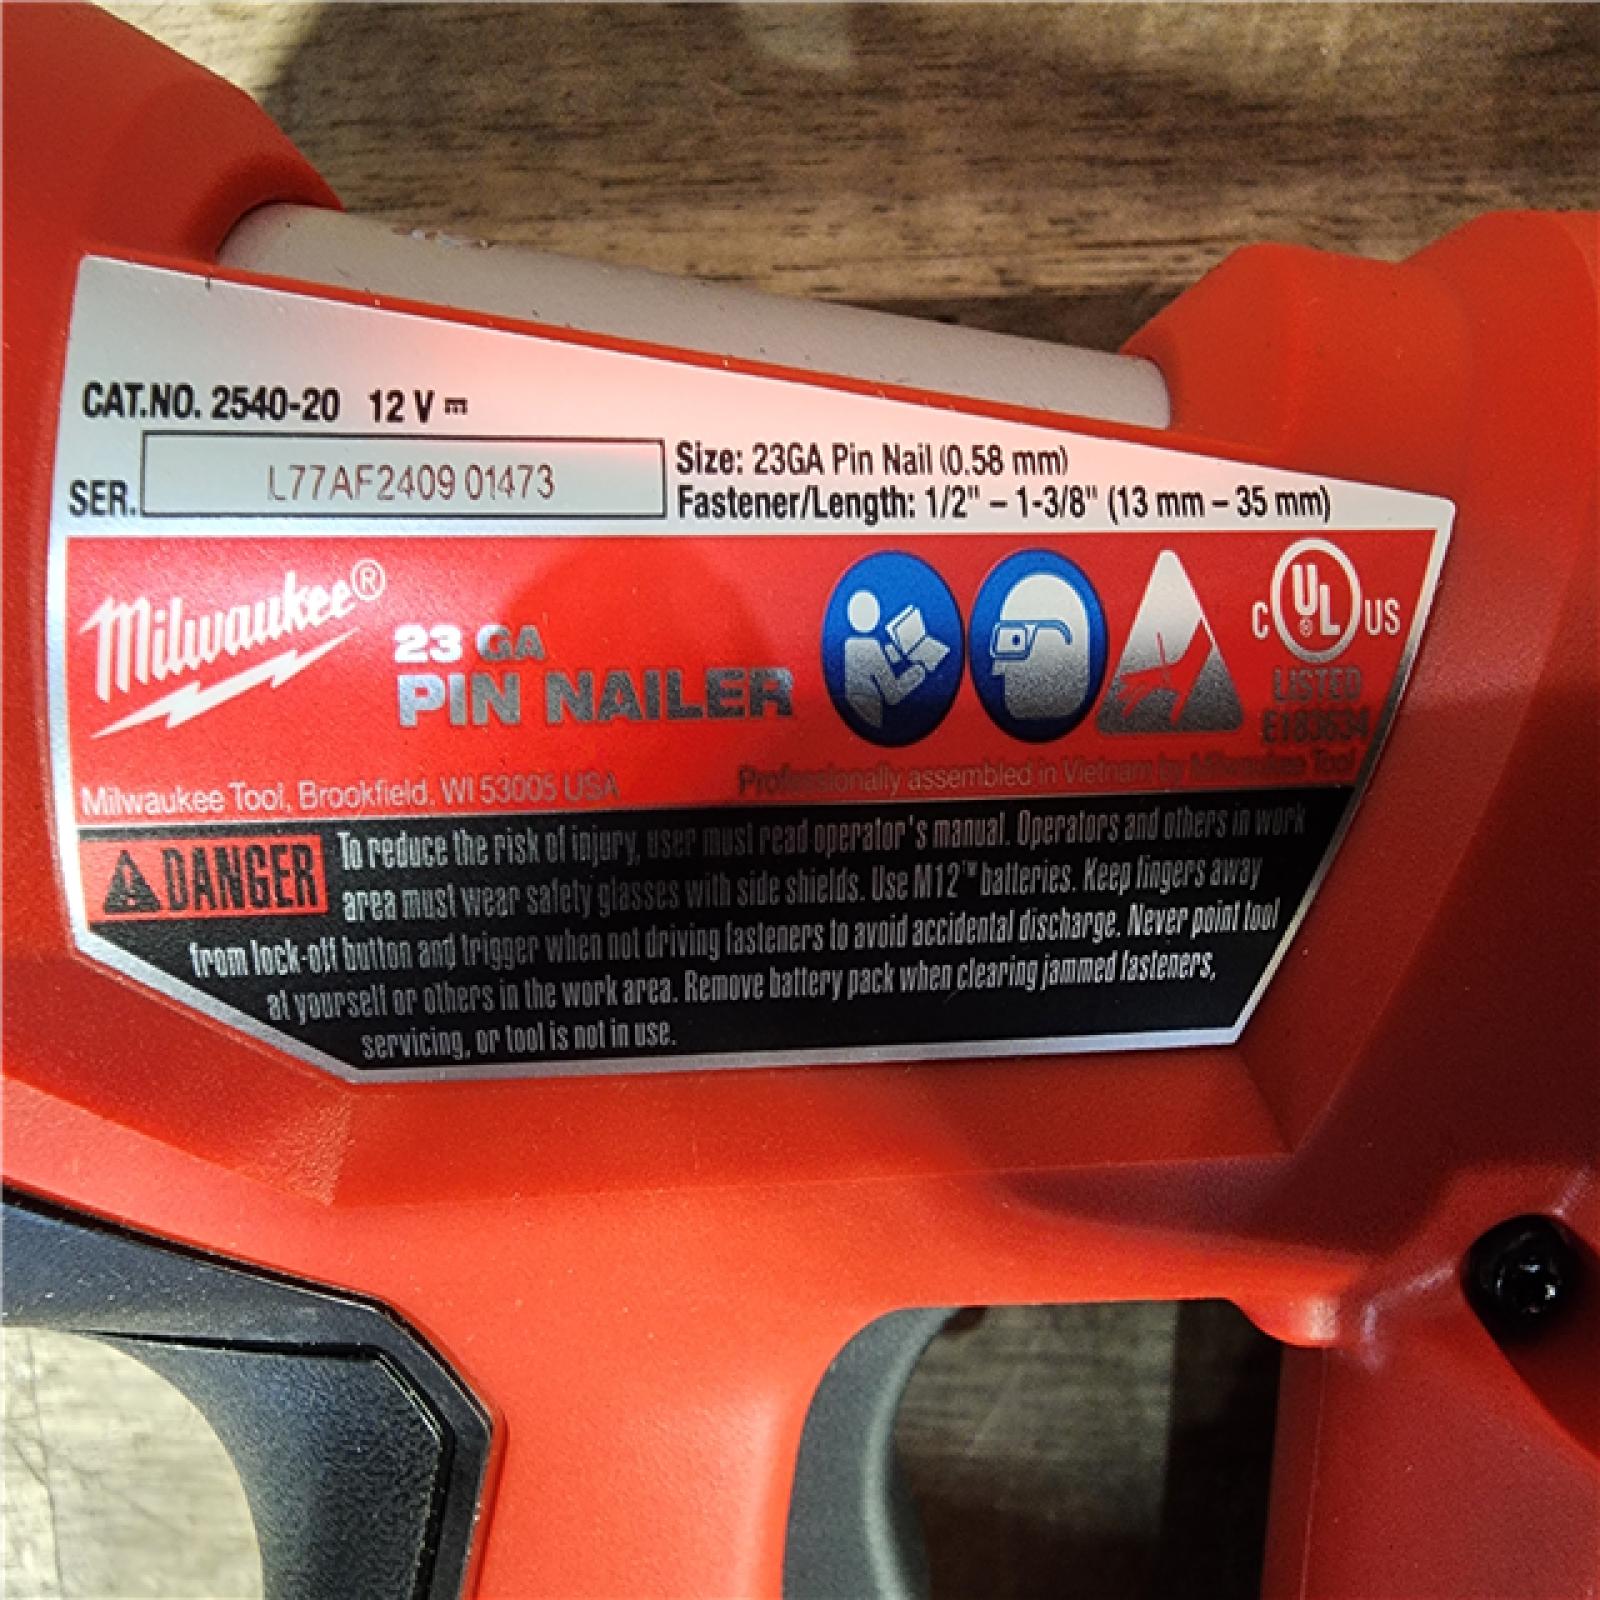 CAT.NO. 2540-20 12 V ⎓
SER. L77AF2409 01473
Size: 23GA Pin Nail (0.58 mm)
Fastener/Length: 1/2" – 1-3/8" (13 mm – 35 mm)
Milwaukee®
23 GA
PIN NAILER
C UL® US
LISTED
E183634
Milwaukee Tool, Brookfield, WI 53005 USA
Professionally assembled in Vietnam by Milwaukee Tool
DANGER To reduce the risk of injury, user must read operator's manual. Operators and others in work
area must wear safety glasses with side shields. Use M12™ batteries. Keep fingers away
from lock-off button and trigger when not driving fasteners to avoid accidental discharge. Never point tool
at yourself or others in the work area. Remove battery pack when clearing jammed fasteners,
servicing, or tool is not in use.